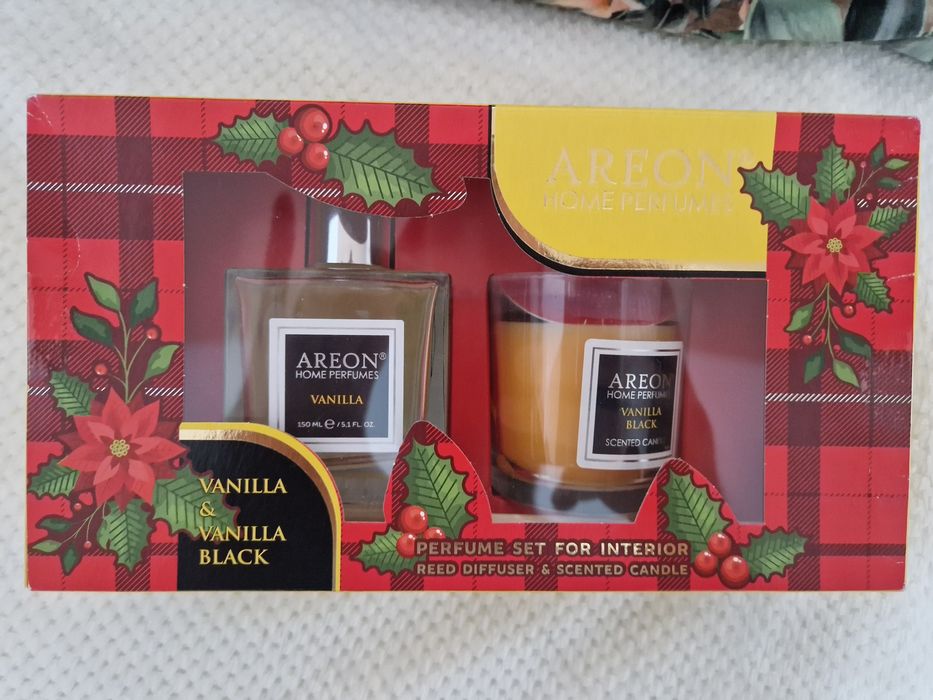 AREON®
HOME PERFUMES
AREON®
HOME PERFUMES
VANILLA
150 ML e / 5.1 FL. OZ.
AREON
HOME PERFUMES
VANILLA
BLACK
SCENTED CANDLE
VANILLA
&
VANILLA
BLACK
PERFUME SET FOR INTERIOR
REED DIFFUSER & SCENTED CANDLE